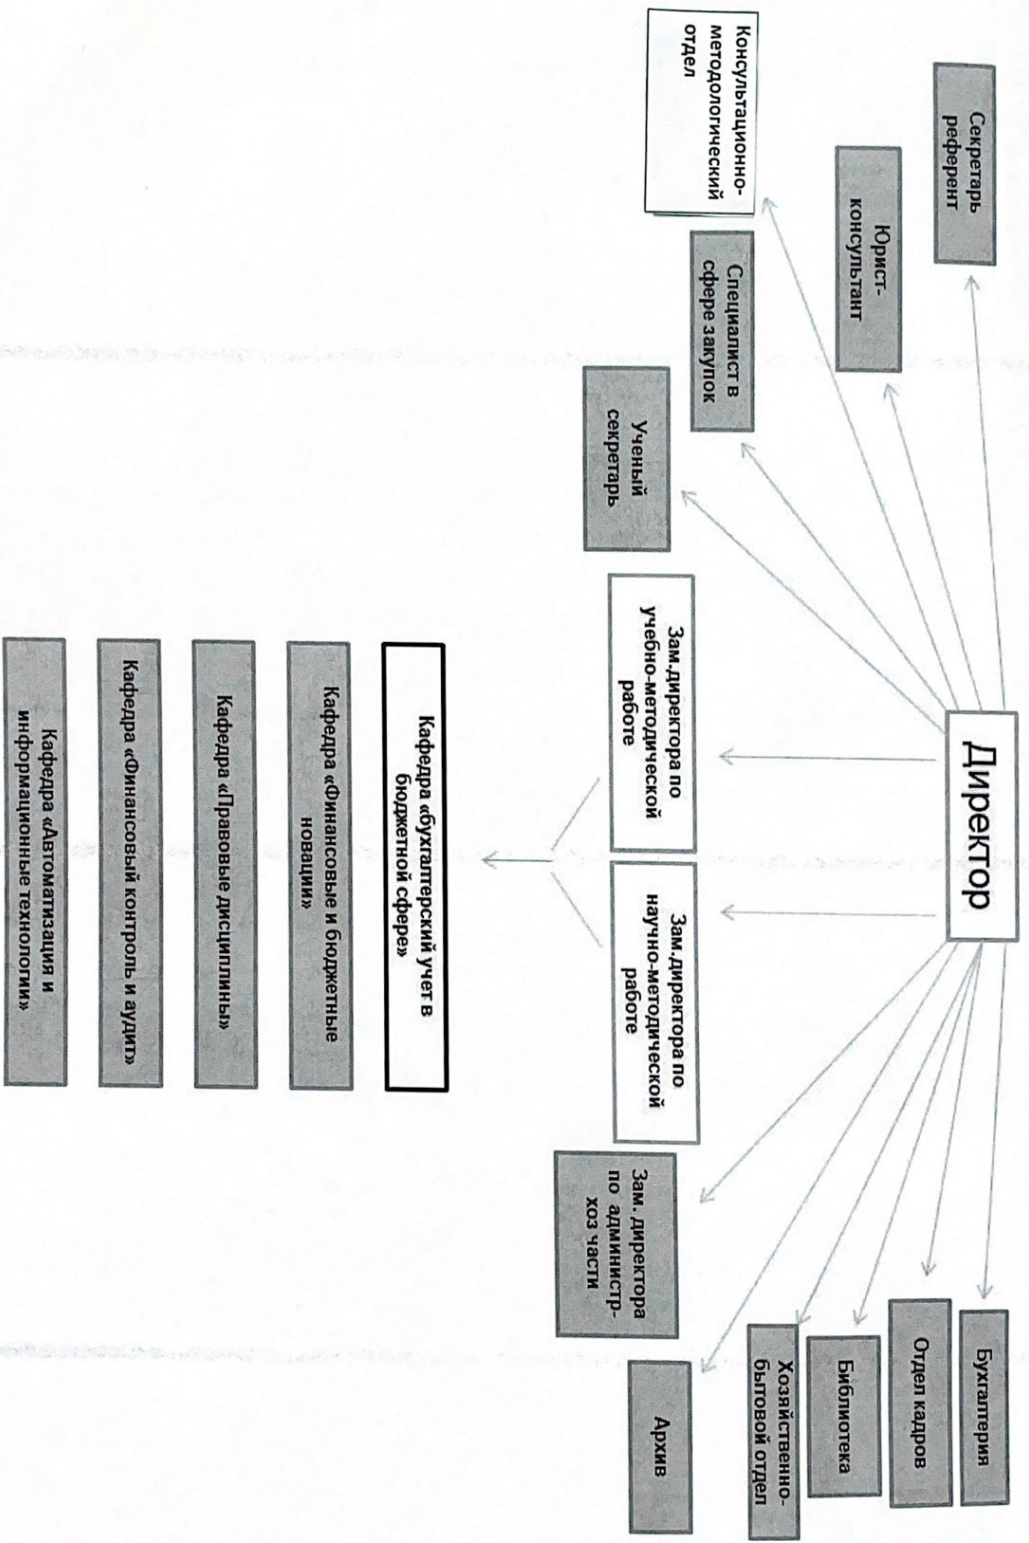 Директор
Секретарь
референт
Юрист-
консультант
Консультационно-
методологический
отдел
Специалист в
сфере закупок
Ученый
секретарь
Зам.директора по
учебно-методической
работе
Зам.директора по
научно-методической
работе
Зам. директора
по администр-
хоз части
Бухгалтерия
Отдел кадров
Библиотека
Хозяйственно-
бытовой отдел
Архив
Кафедра «бухгалтерский учет в
бюджетной сфере»
Кафедра «Финансовые и бюджетные
новации»
Кафедра «Правовые дисциплины»
Кафедра «Финансовый контроль и аудит»
Кафедра «Автоматизация и
информационные технологии»